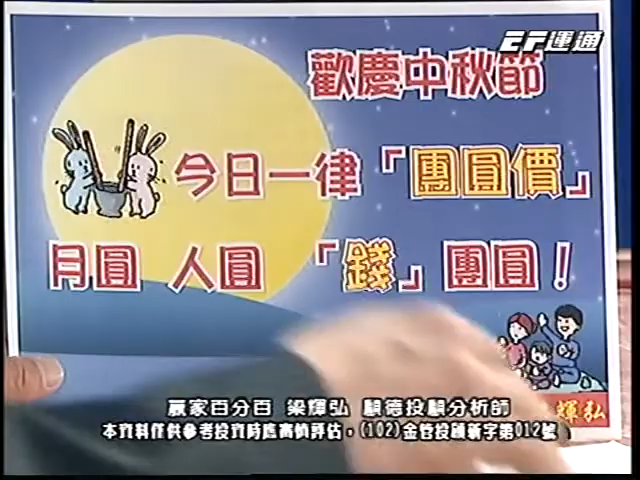 EF運通
歡慶中秋節
今日一律「團圓價」
月圓 人圓 「錢」團圓！
輝弘
贏家百分百 梁輝弘 願德投顧分析師
本資料僅供參考投資時應審慎評估，(102)金管投顧新字第012號